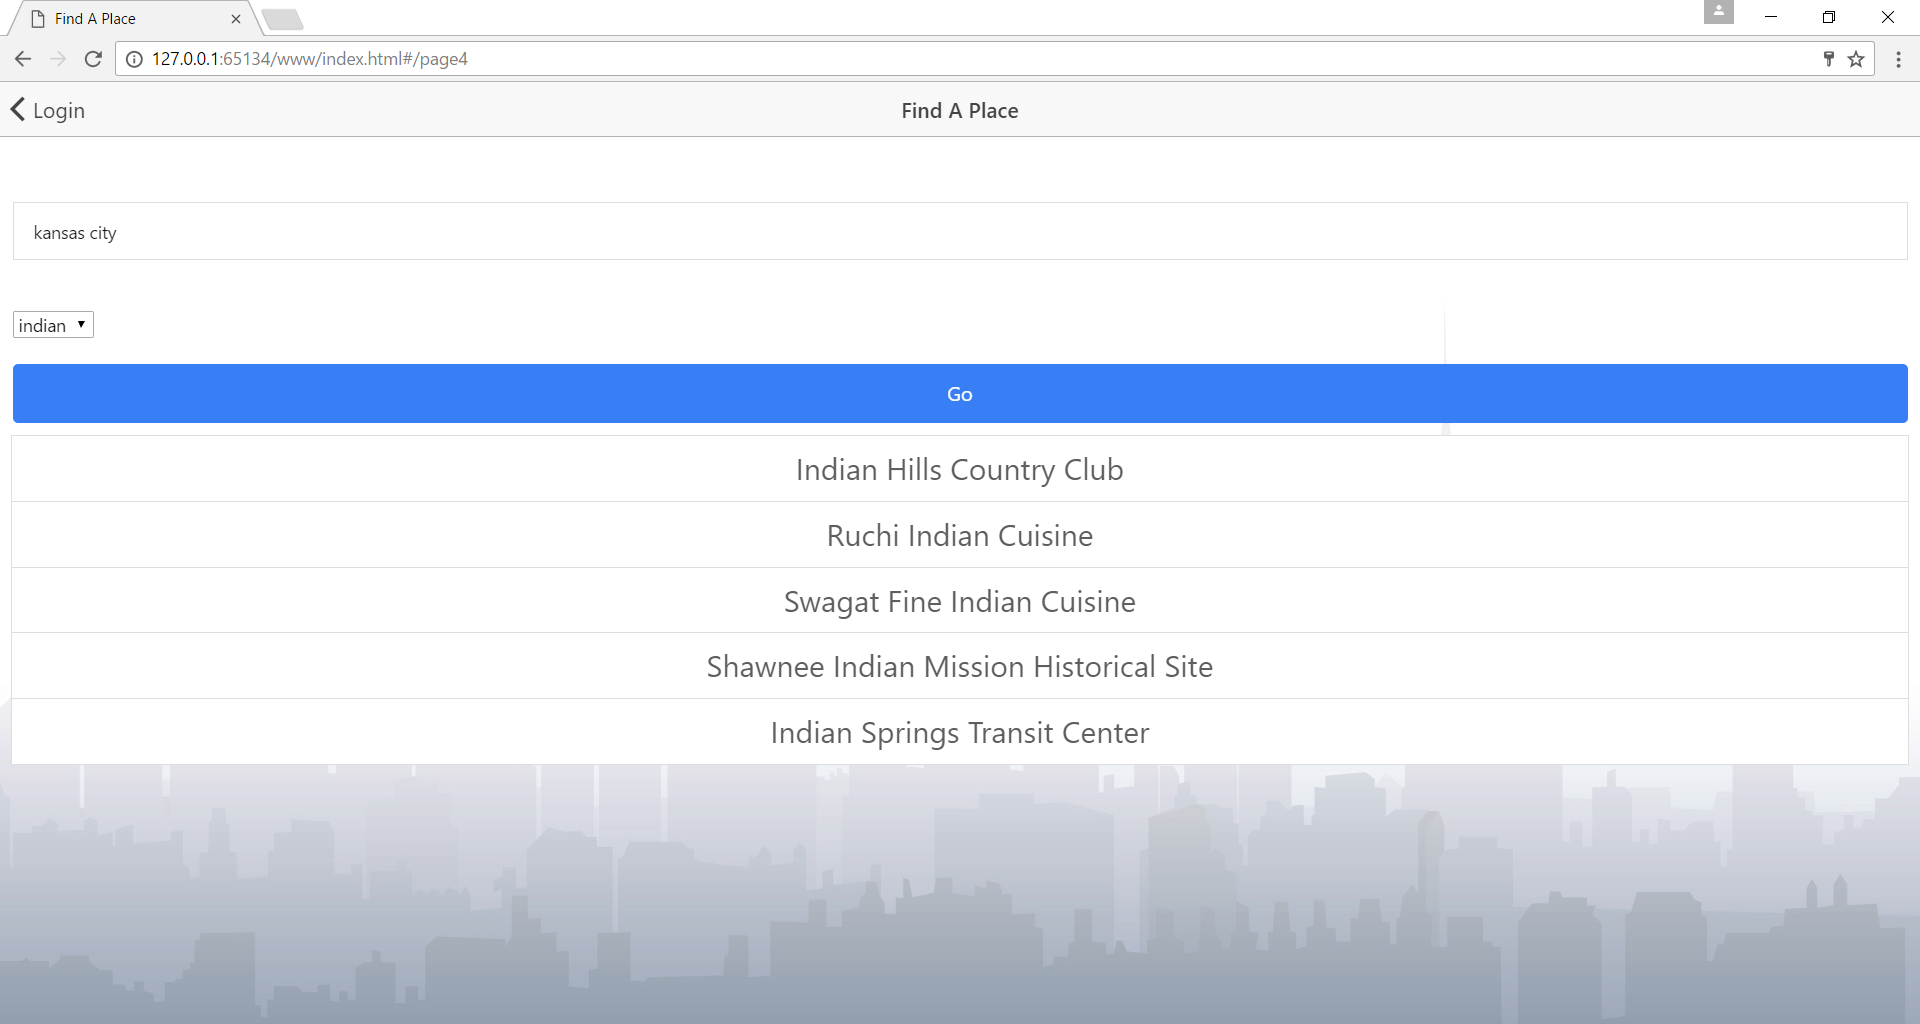 Find A Place
127.0.0.1:65134/www/index.html#/page4
Login
Find A Place
kansas city
indian
Go
Indian Hills Country Club
Ruchi Indian Cuisine
Swagat Fine Indian Cuisine
Shawnee Indian Mission Historical Site
Indian Springs Transit Center